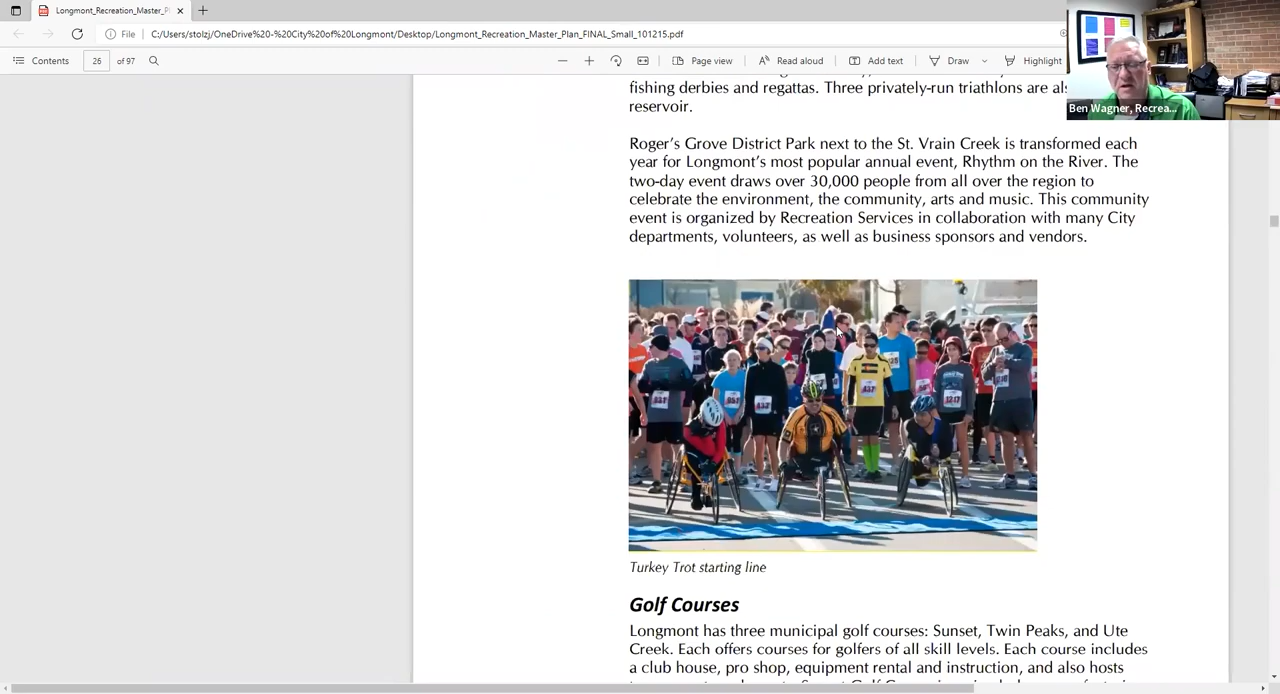 Longmont_Recreation_Master_P
File
C:/Users/stolzj/OneDrive%20-%20City%20of%20Longmont/Desktop/Longmont_Recreation_Master_Plan_FINAL_Small_101215.pdf
Contents
26
of 97
Page view
Read aloud
Add text
Draw
Highlight
Ben Wagner, Recrea...
fishing derbies and regattas. Three privately-run triathlons are
reservoir.
Roger's Grove District Park next to the St. Vrain Creek is transformed each
year for Longmont's most popular annual event, Rhythm on the River. The
two-day event draws over 30,000 people from all over the region to
celebrate the environment, the community, arts and music. This community
event is organized by Recreation Services in collaboration with many City
departments, volunteers, as well as business sponsors and vendors.
1217
Turkey Trot starting line
Golf Courses
Longmont has three municipal golf courses: Sunset, Twin Peaks, and Ute
Creek. Each offers courses for golfers of all skill levels. Each course includes
a club house, pro shop, equipment rental and instruction, and also hosts